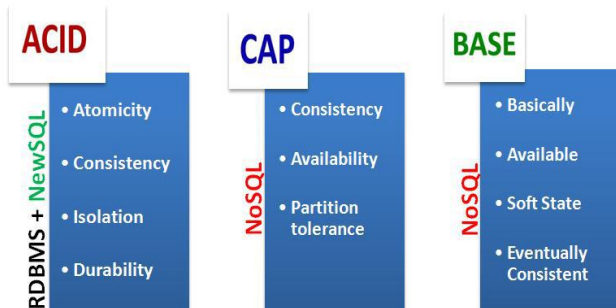 ACID
RDBMS + NewSQL
• Atomicity
• Consistency
• Isolation
• Durability
CAP
NoSQL
• Consistency
• Availability
• Partition
tolerance
BASE
NoSQL
• Basically
• Available
• Soft State
• Eventually
Consistent